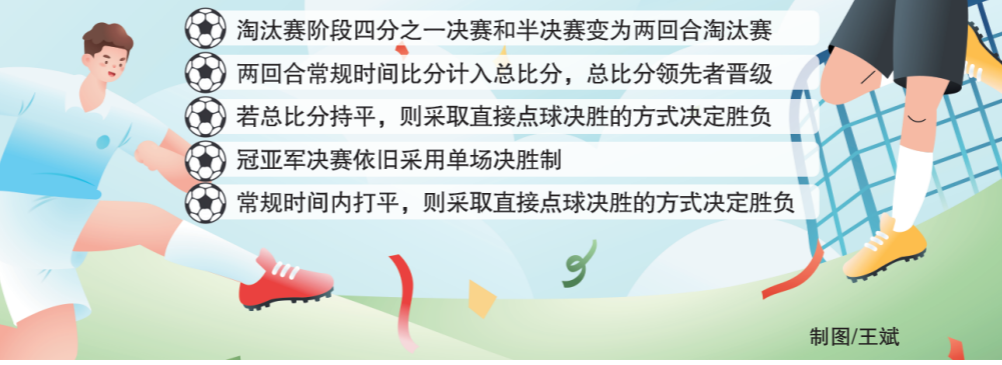 淘汰赛阶段四分之一决赛和半决赛变为两回合淘汰赛
两回合常规时间比分计入总比分，总比分领先者晋级
若总比分持平，则采取直接点球决胜的方式决定胜负
冠亚军决赛依旧采用单场决胜制
常规时间内打平，则采取直接点球决胜的方式决定胜负
制图/王斌